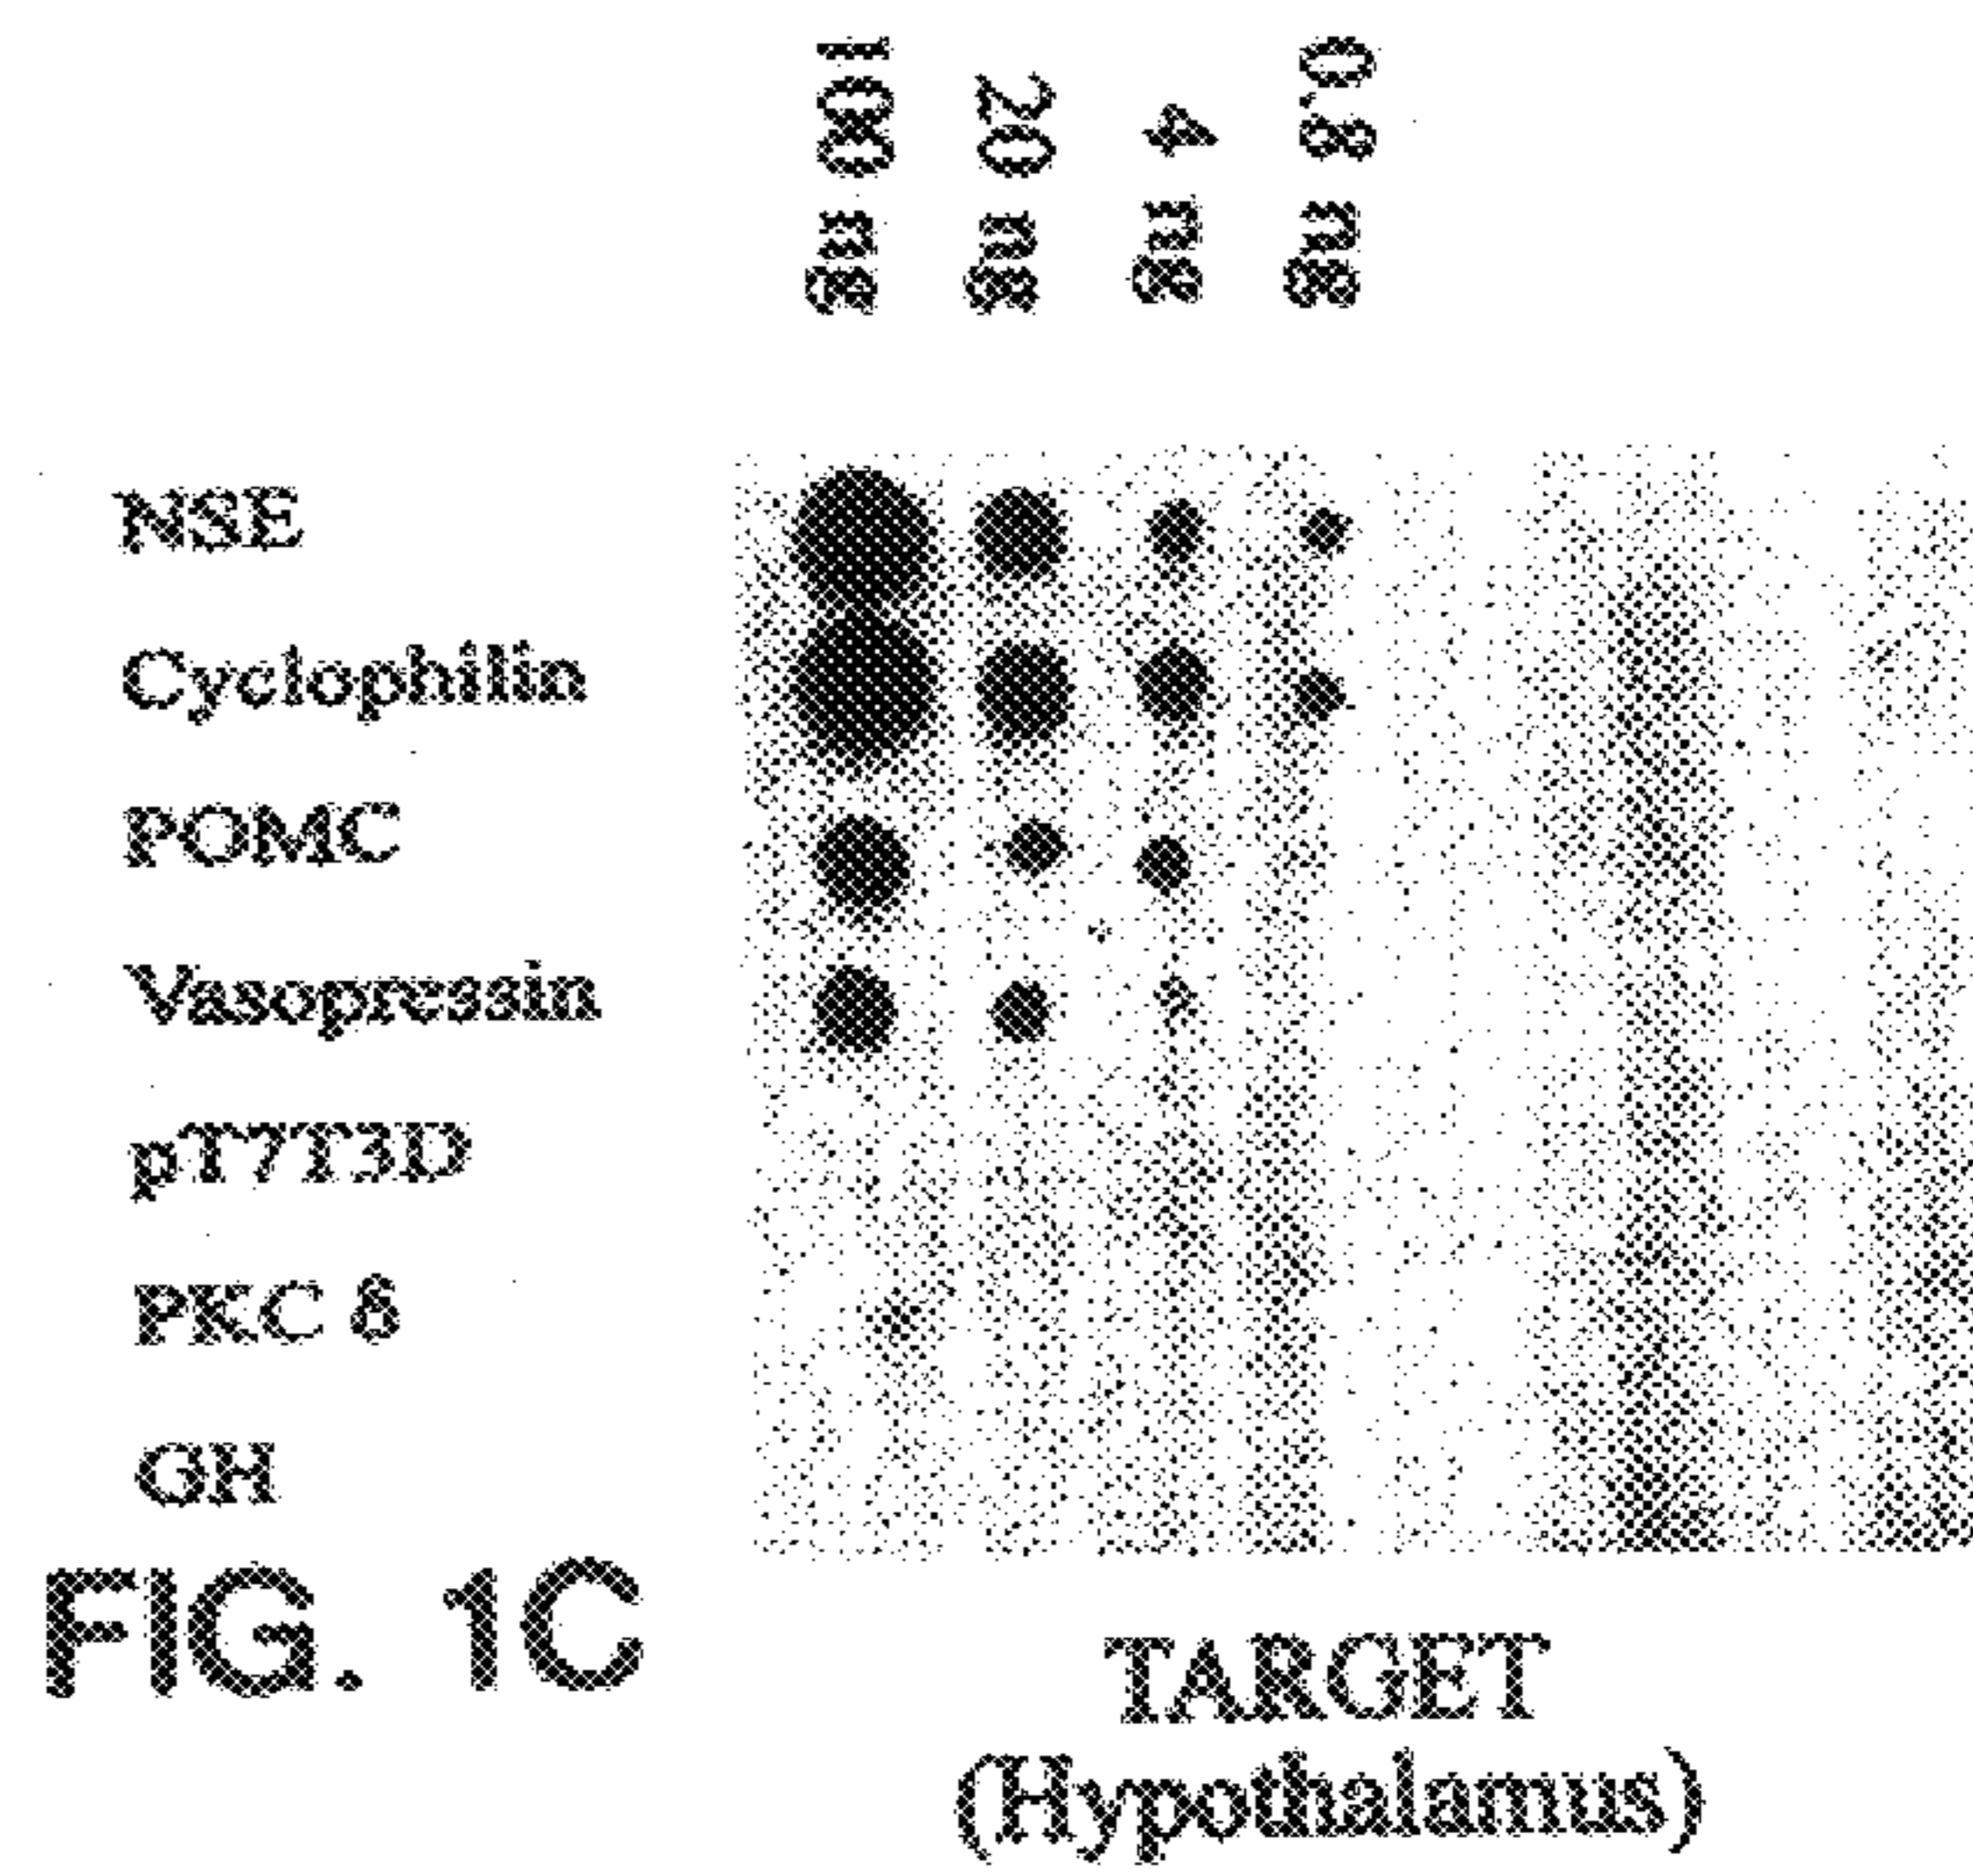 100 ng
20 ng
4 ng
0.8 ng
NSE
Cyclophilin
POMC
Vasopressin
pT7T3D
PKC δ
GH
FIG. 1C
TARGET
(Hypothalamus)